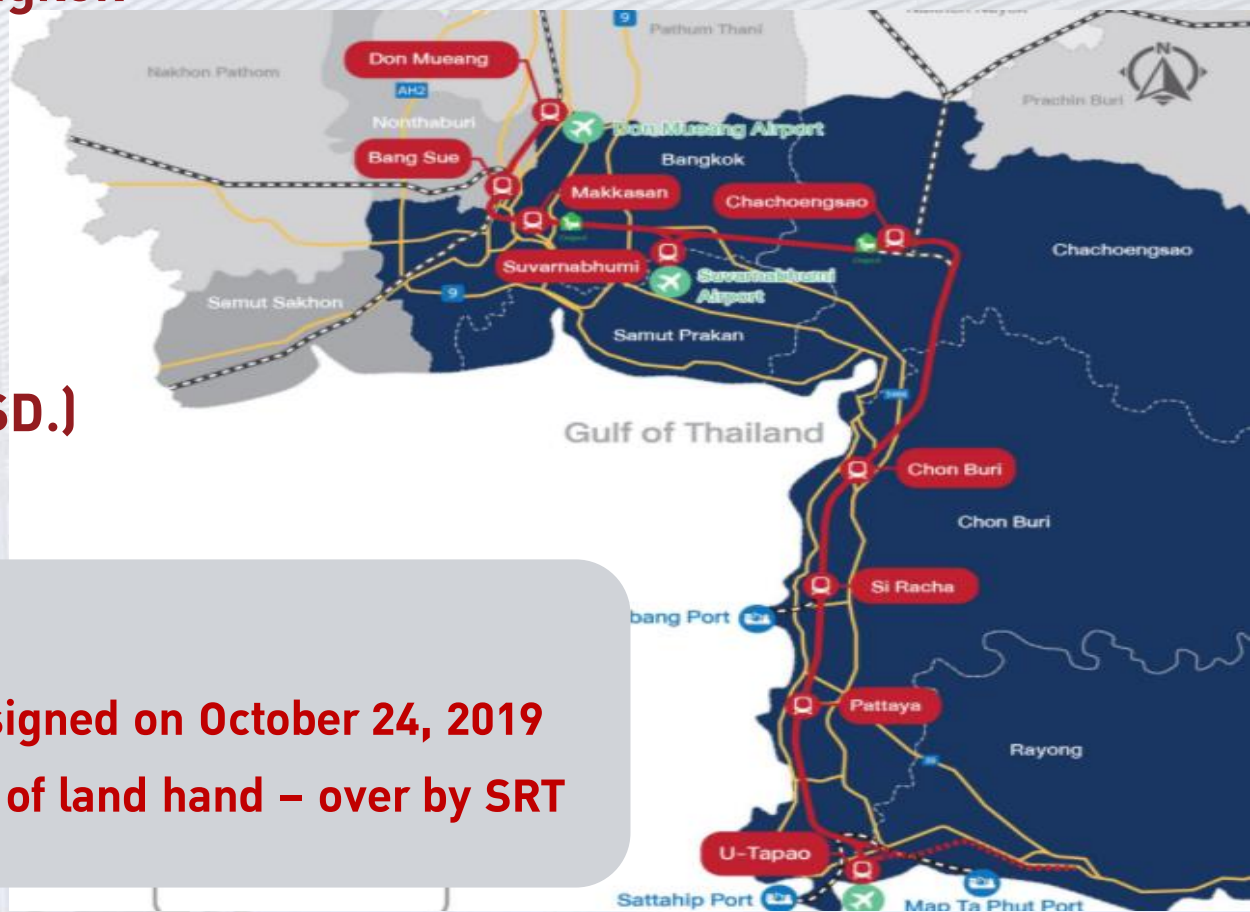 9
Pathum Thani
Don Mueang
Nakhon Pathom
N
AH2
Prachin Buri
Nonthaburi
Don Mueang Airport
Bang Sue
Bangkok
Makkasan
Chachoengsao
Chachoengsao
Suvarnabhumi
Suvarnabhumi
Airport
9
Samut Sakhon
Samut Prakan
SD.)
Gulf of Thailand
Chon Buri
Chon Buri
Si Racha
bang Port
signed on October 24, 2019
Pattaya
Rayong
of land hand – over by SRT
U-Tapao
Sattahip Port
Map Ta Phut Port